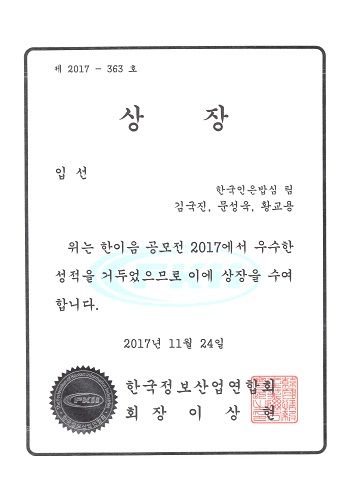 제 2017 - 363 호
상 장
입 선
한국인은밥심 팀
김국진, 문성욱, 황교용
위는 한이음 공모전 2017에서 우수한
성적을 거두었으므로 이에 상장을 수여
합니다.
2017년 11월 24일
한국정보산업연합회
회 장 이 상 현
FKII